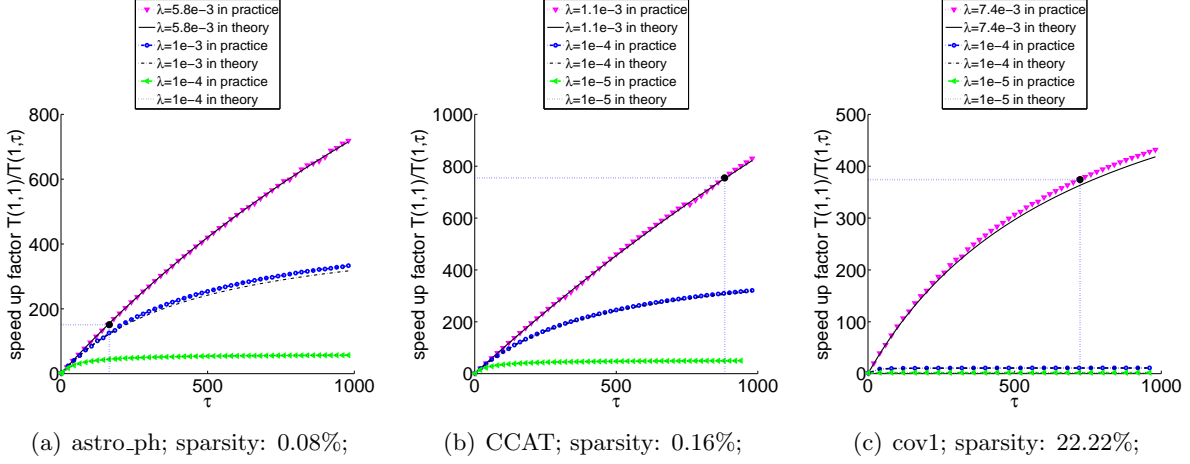 λ=5.8e−3 in practice
λ=5.8e−3 in theory
λ=1e−3 in practice
λ=1e−3 in theory
λ=1e−4 in practice
λ=1e−4 in theory
speed up factor T(1,1)/T(1,τ)
800
600
400
200
0
0
500
1000
τ
(a) astro_ph; sparsity: 0.08%;
λ=1.1e−3 in practice
λ=1.1e−3 in theory
λ=1e−4 in practice
λ=1e−4 in theory
λ=1e−5 in practice
λ=1e−5 in theory
speed up factor T(1,1)/T(1,τ)
1000
800
600
400
200
0
0
500
1000
τ
(b) CCAT; sparsity: 0.16%;
λ=7.4e−3 in practice
λ=7.4e−3 in theory
λ=1e−4 in practice
λ=1e−4 in theory
λ=1e−5 in practice
λ=1e−5 in theory
speed up factor T(1,1)/T(1,τ)
500
400
300
200
100
0
0
500
1000
τ
(c) cov1; sparsity: 22.22%;